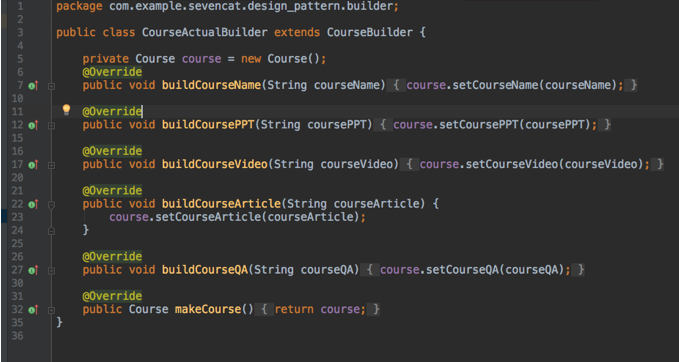 1 package com.example.sevencat.design_pattern.builder;
2
3 public class CourseActualBuilder extends CourseBuilder {
4
5 private Course course = new Course();
6 @Override
7 public void buildCourseName(String courseName) { course.setCourseName(courseName); }
10
11 @Override
12 public void buildCoursePPT(String coursePPT) { course.setCoursePPT(coursePPT); }
15
16 @Override
17 public void buildCourseVideo(String courseVideo) { course.setCourseVideo(courseVideo); }
20
21 @Override
22 public void buildCourseArticle(String courseArticle) {
23 course.setCourseArticle(courseArticle);
24 }
25
26 @Override
27 public void buildCourseQA(String courseQA) { course.setCourseQA(courseQA); }
30
31 @Override
32 public Course makeCourse() { return course; }
35 }
36